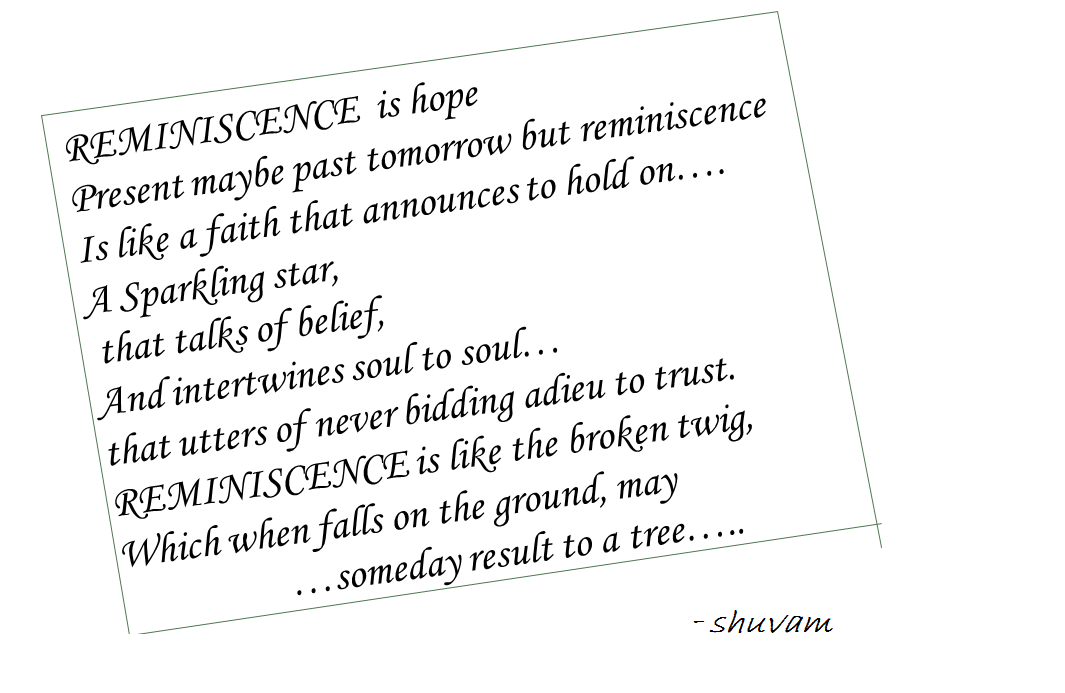 REMINISCENCE is hope
Present maybe past tomorrow but reminiscence
Is like a faith that announces to hold on....
A Sparkling star,
that talks of belief,
And intertwines soul to soul...
that utters of never bidding adieu to trust.
REMINISCENCE is like the broken twig,
Which when falls on the ground, may
...someday result to a tree.....
- shuvam